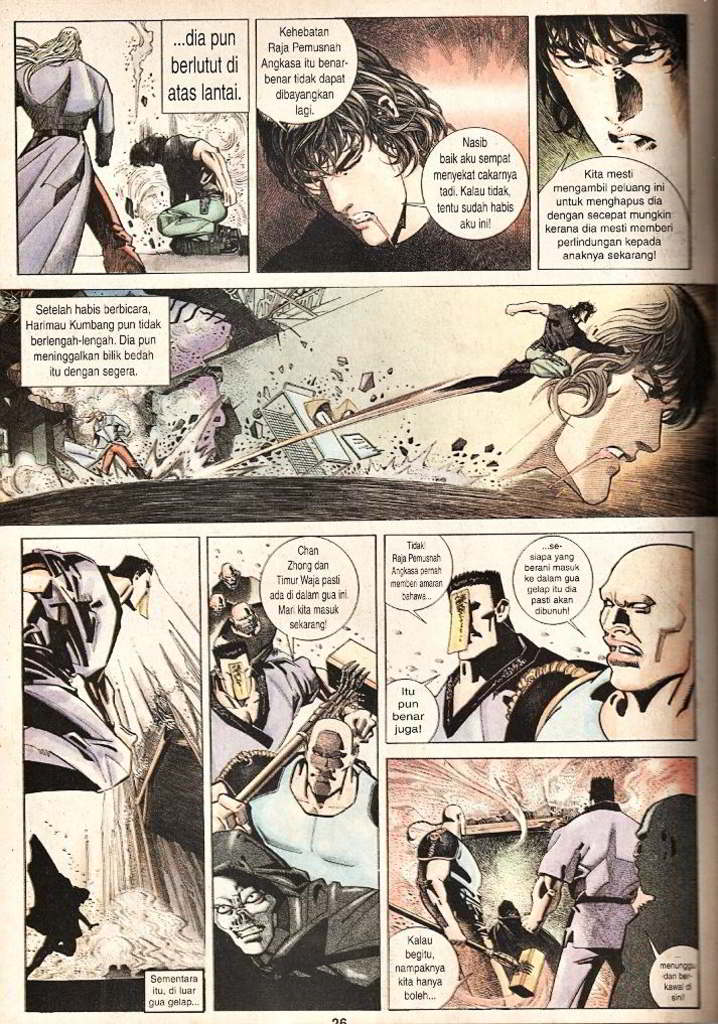 ...dia pun
berlutut di
atas lantai.
Kehebatan
Raja Pemusnah
Angkasa itu benar-
benar tidak dapat
dibayangkan
lagi.
Nasib
baik aku sempat
menyekat cakarnya
tadi. Kalau tidak,
tentu sudah habis
aku ini!
Kita mesti
mengambil peluang ini
untuk menghapus dia
dengan secepat mungkin
kerana dia mesti memberi
perlindungan kepada
anaknya sekarang!
Setelah habis berbicara,
Harimau Kumbang pun tidak
berlengah-lengah. Dia pun
meninggalkan bilik bedah
itu dengan segera.
Sementara
itu, di luar
gua gelap...
Chan
Zhong dan
Timur Waja pasti
ada di dalam gua ini.
Mari kita masuk
sekarang!
Tidak!
Raja Pemusnah
Angkasa pernah
memberi amaran
bahawa...
...se-
siapa yang
berani masuk
ke dalam gua
gelap itu dia
pasti akan
dibunuh!
Itu
pun
benar
juga!
Kalau
begitu,
nampaknya
kita hanya
boleh...
menunggu
dan ber-
kawal di
sini!
26